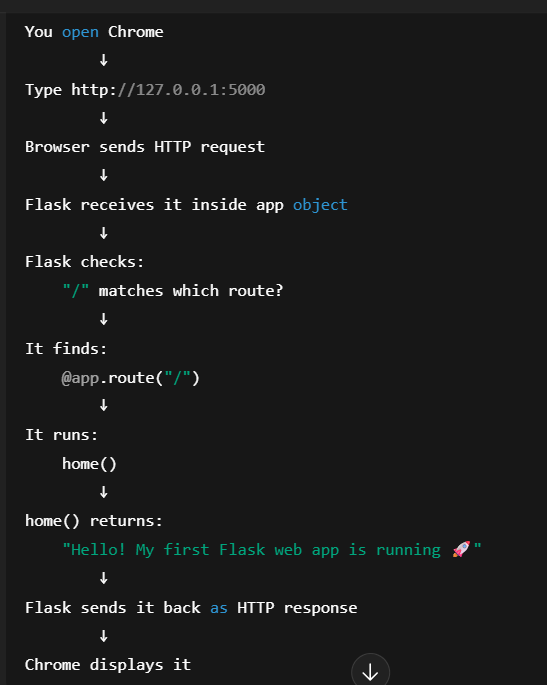 You open Chrome
↓
Type http://127.0.0.1:5000
↓
Browser sends HTTP request
↓
Flask receives it inside app object
↓
Flask checks:
"/" matches which route?
↓
It finds:
@app.route("/")
↓
It runs:
home()
↓
home() returns:
"Hello! My first Flask web app is running 🚀"
↓
Flask sends it back as HTTP response
↓
Chrome displays it